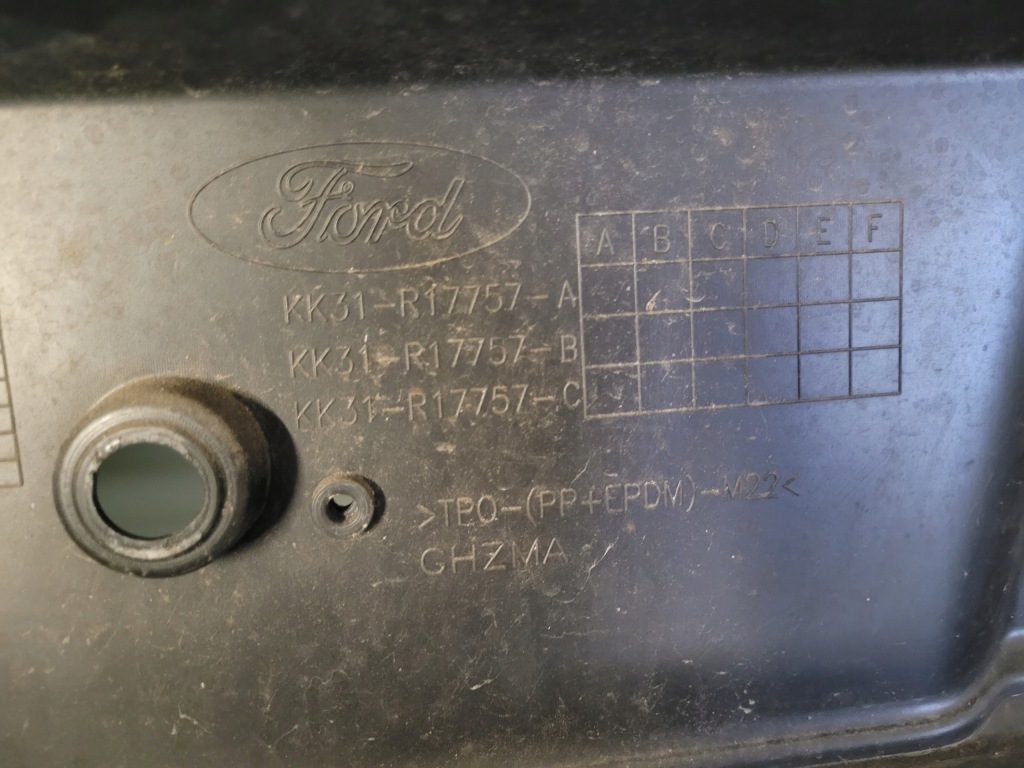 Ford
A B C D E F
KK31-R17757-A
KK31-R17757-B
KK31-R17757-C
>TPO-(PP+EPDM)-M22<
GHZMA